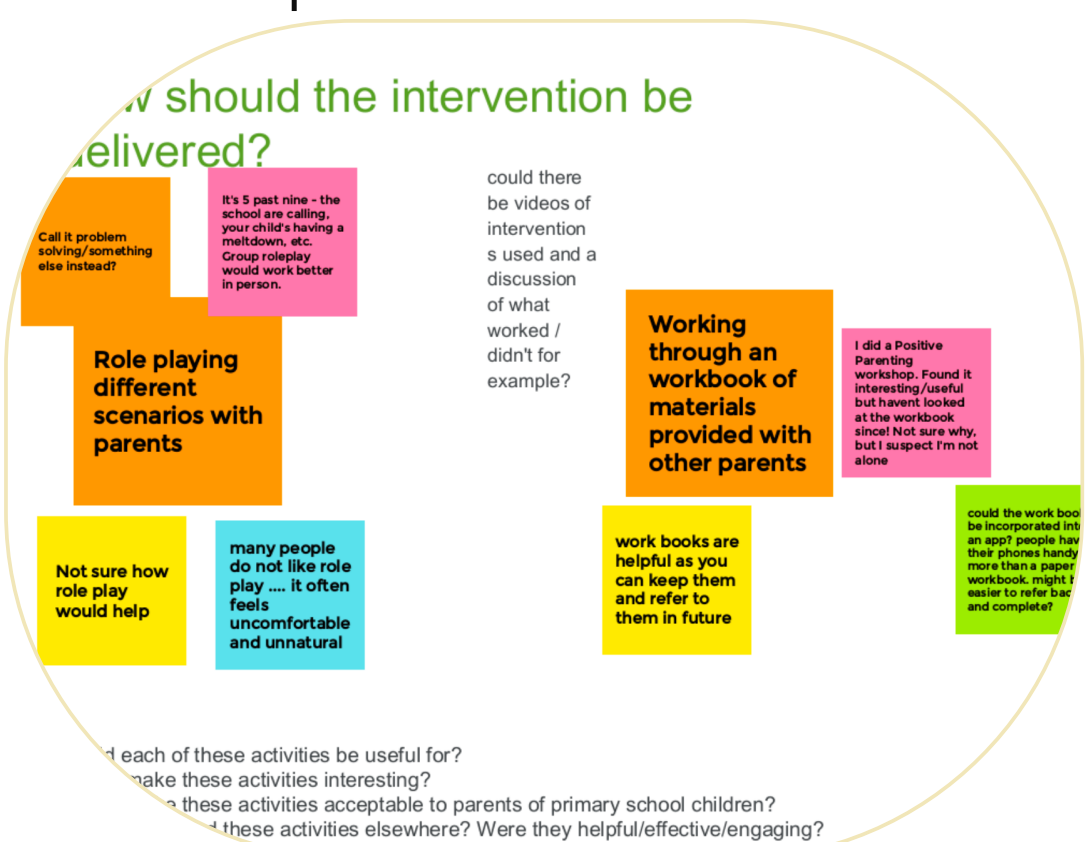 should the intervention be
delivered?
Call it problem
solving/something
else instead?
It's 5 past nine - the
school are calling,
your child's having a
meltdown, etc.
Group roleplay
would work better
in person.
Role playing
different
scenarios with
parents
Not sure how
role play
would help
many people
do not like role
play .... it often
feels
uncomfortable
and unnatural
could there
be videos of
intervention
s used and a
discussion
of what
worked /
didn't for
example?
Working
through an
workbook of
materials
provided with
other parents
I did a Positive
Parenting
workshop. Found it
interesting/useful
but havent looked
at the workbook
since! Not sure why,
but I suspect I'm not
alone
work books are
helpful as you
can keep them
and refer to
them in future
could the work
be incorporated
an app? people
their phones handy
more than a paper
workbook. might
easier to refer
and complete?
each of these activities be useful for?
make these activities interesting?
these activities acceptable to parents of primary school children?
these activities elsewhere? Were they helpful/effective/engaging?